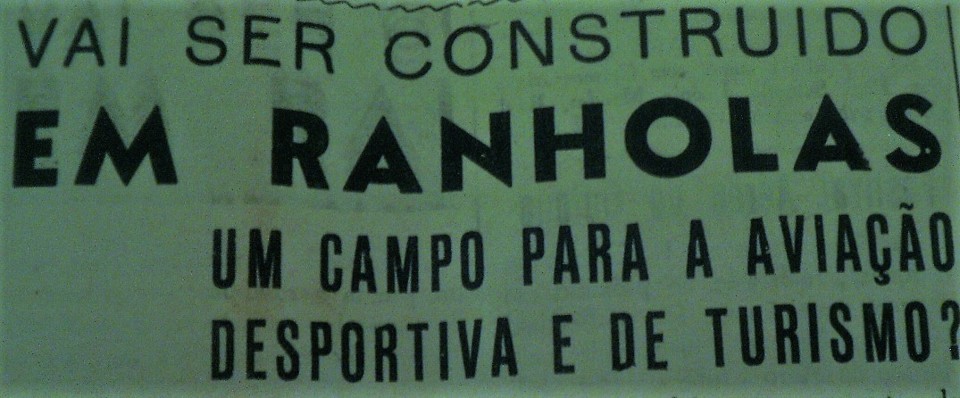 VAI SER CONSTRUIDO
EM RANHOLAS
UM CAMPO PARA A AVIAÇÃO
DESPORTIVA E DE TURISMO?